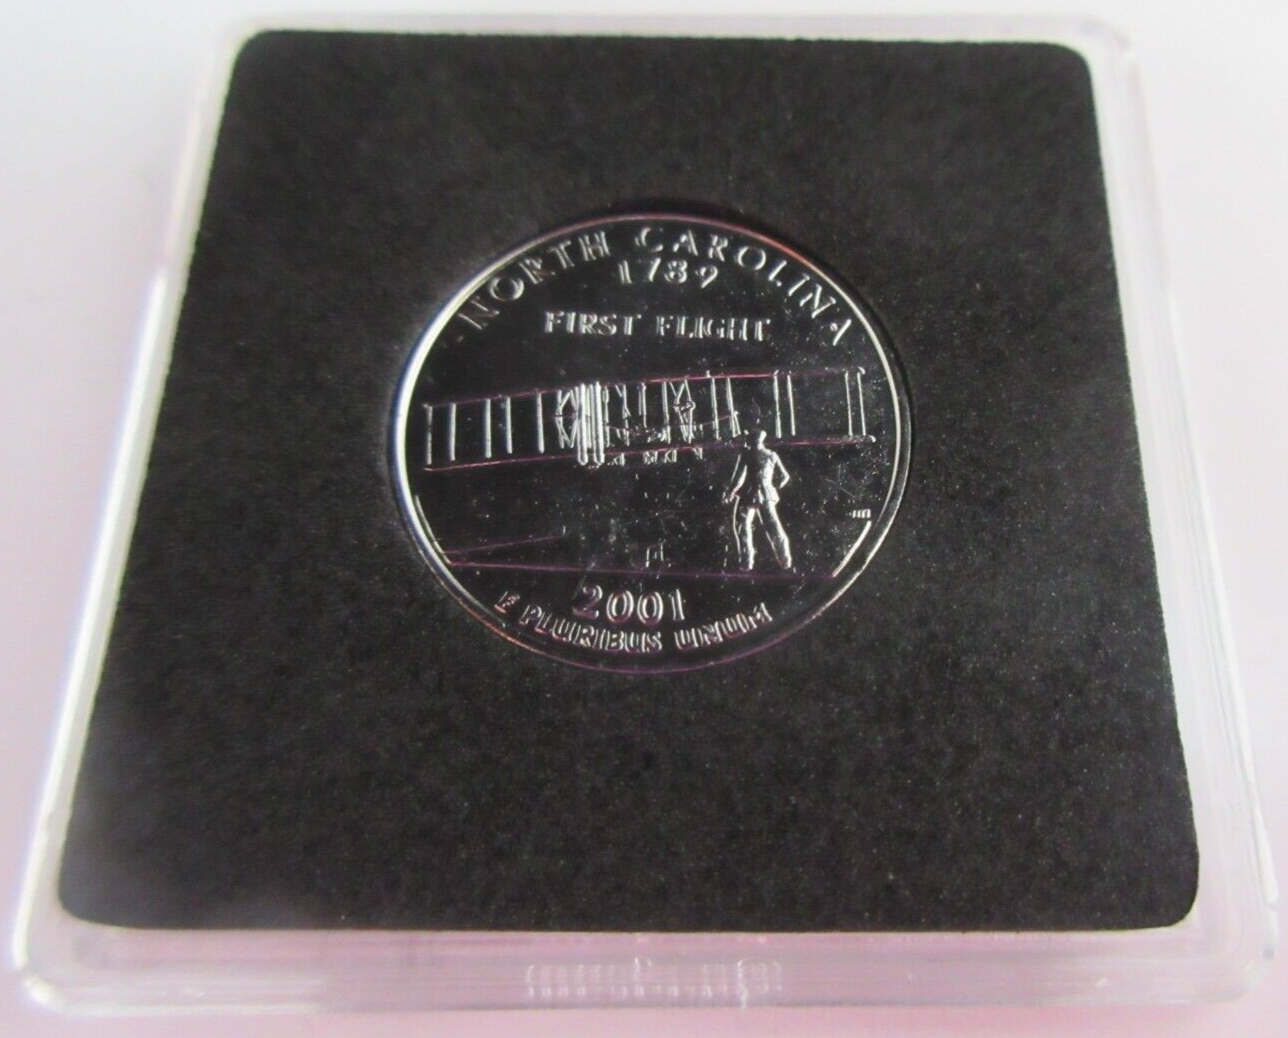 NORTH CAROLINA
1789
FIRST FLIGHT
2001
E PLURIBUS UNUM